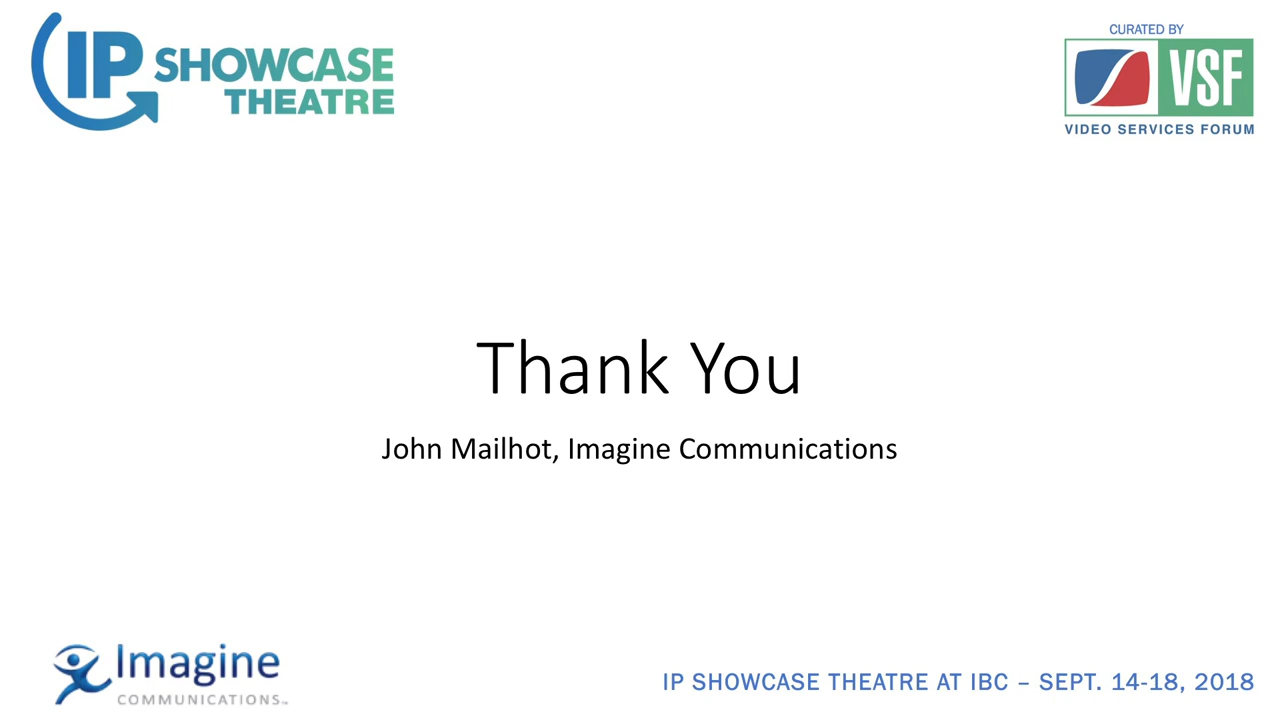 IP SHOWCASE
THEATRE
CURATED BY
VSF
VIDEO SERVICES FORUM
Thank You
John Mailhot, Imagine Communications
Imagine
COMMUNICATIONS™
IP SHOWCASE THEATRE AT IBC – SEPT. 14-18, 2018